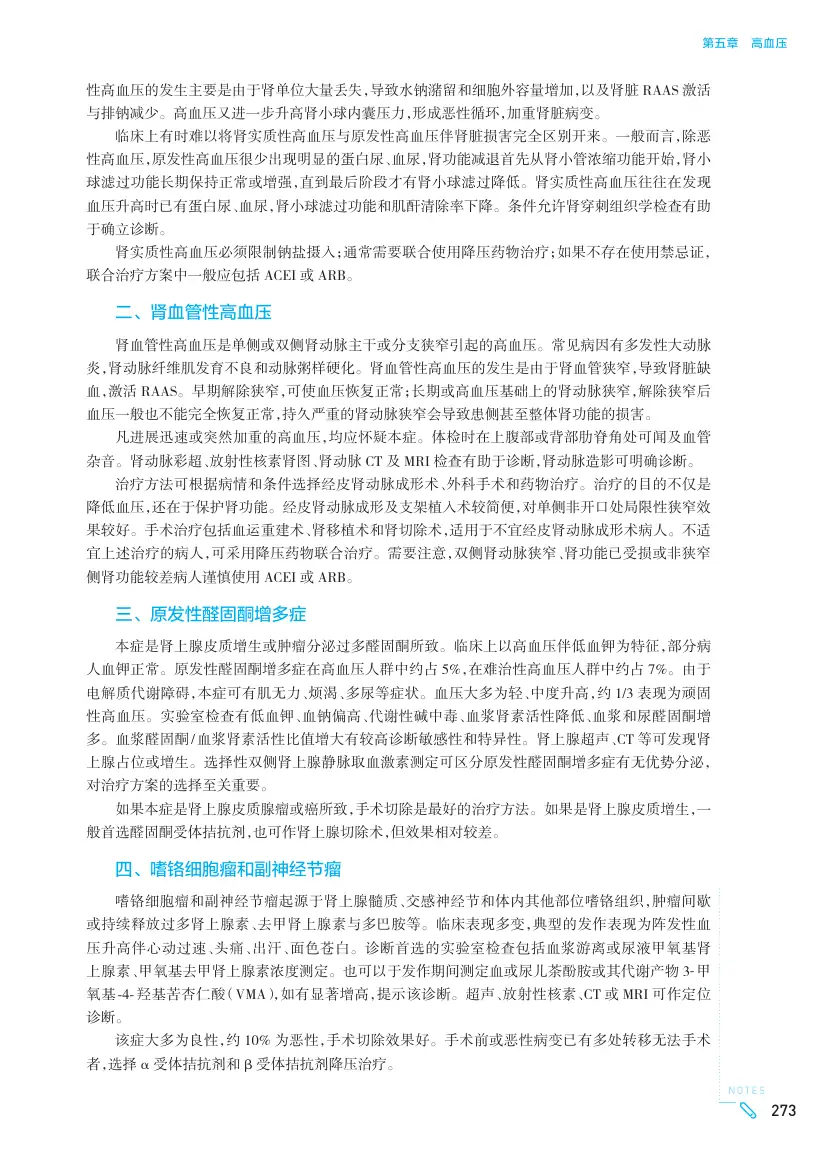 第五章 高血压
性高血压的发生主要是由于肾单位大量丢失,导致水钠潴留和细胞外容量增加,以及肾脏 RAAS 激活
与排钠减少。高血压又进一步升高肾小球内囊压力,形成恶性循环,加重肾脏病变。
临床上有时难以将肾实质性高血压与原发性高血压伴肾脏损害完全区别开来。一般而言,除恶
性高血压,原发性高血压很少出现明显的蛋白尿、血尿,肾功能减退首先从肾小管浓缩功能开始,肾小
球滤过功能长期保持正常或增强,直到最后阶段才有肾小球滤过降低。肾实质性高血压往往在发现
血压升高时已有蛋白尿、血尿,肾小球滤过功能和肌酐清除率下降。条件允许肾穿刺组织学检查有助
于确立诊断。
肾实质性高血压必须限制钠盐摄入;通常需要联合使用降压药物治疗;如果不存在使用禁忌证,
联合治疗方案中一般应包括 ACEI 或 ARB。
二、肾血管性高血压
肾血管性高血压是单侧或双侧肾动脉主干或分支狭窄引起的高血压。常见病因有多发性大动脉
炎,肾动脉纤维肌发育不良和动脉粥样硬化。肾血管性高血压的发生是由于肾血管狭窄,导致肾脏缺
血,激活 RAAS。早期解除狭窄,可使血压恢复正常;长期或高血压基础上的肾动脉狭窄,解除狭窄后
血压一般也不能完全恢复正常,持久严重的肾动脉狭窄会导致患侧甚至整体肾功能的损害。
凡进展迅速或突然加重的高血压,均应怀疑本症。体检时在上腹部或背部肋脊角处可闻及血管
杂音。肾动脉彩超、放射性核素肾图、肾动脉 CT 及 MRI 检查有助于诊断,肾动脉造影可明确诊断。
治疗方法可根据病情和条件选择经皮肾动脉成形术、外科手术和药物治疗。治疗的目的不仅是
降低血压,还在于保护肾功能。经皮肾动脉成形及支架植入术较简便,对单侧非开口处局限性狭窄效
果较好。手术治疗包括血运重建术、肾移植术和肾切除术,适用于不宜经皮肾动脉成形术病人。不适
宜上述治疗的病人,可采用降压药物联合治疗。需要注意,双侧肾动脉狭窄、肾功能已受损或非狭窄
侧肾功能较差病人谨慎使用 ACEI 或 ARB。
三、原发性醛固酮增多症
本症是肾上腺皮质增生或肿瘤分泌过多醛固酮所致。临床上以高血压伴低血钾为特征,部分病
人血钾正常。原发性醛固酮增多症在高血压人群中约占 5%,在难治性高血压人群中约占 7%。由于
电解质代谢障碍,本症可有肌无力、烦渴、多尿等症状。血压大多为轻、中度升高,约 1/3 表现为顽固
性高血压。实验室检查有低血钾、血钠偏高、代谢性碱中毒、血浆肾素活性降低、血浆和尿醛固酮增
多。血浆醛固酮/血浆肾素活性比值增大有较高诊断敏感性和特异性。肾上腺超声、CT 等可发现肾
上腺占位或增生。选择性双侧肾上腺静脉取血激素测定可区分原发性醛固酮增多症有无优势分泌,
对治疗方案的选择至关重要。
如果本症是肾上腺皮质腺瘤或癌所致,手术切除是最好的治疗方法。如果是肾上腺皮质增生,一
般首选醛固酮受体拮抗剂,也可作肾上腺切除术,但效果相对较差。
四、嗜铬细胞瘤和副神经节瘤
嗜铬细胞瘤和副神经节瘤起源于肾上腺髓质、交感神经节和体内其他部位嗜铬组织,肿瘤间歇
或持续释放过多肾上腺素、去甲肾上腺素与多巴胺等。临床表现多变,典型的发作表现为阵发性血
压升高伴心动过速、头痛、出汗、面色苍白。诊断首选的实验室检查包括血浆游离或尿液甲氧基肾
上腺素、甲氧基去甲肾上腺素浓度测定。也可以于发作期间测定血或尿儿茶酚胺或其代谢产物 3-甲
氧基-4-羟基苦杏仁酸(VMA),如有显著增高,提示该诊断。超声、放射性核素、CT 或 MRI 可作定位
诊断。
该症大多为良性,约 10% 为恶性,手术切除效果好。手术前或恶性病变已有多处转移无法手术
者,选择 α 受体拮抗剂和 β 受体拮抗剂降压治疗。
NOTES
273